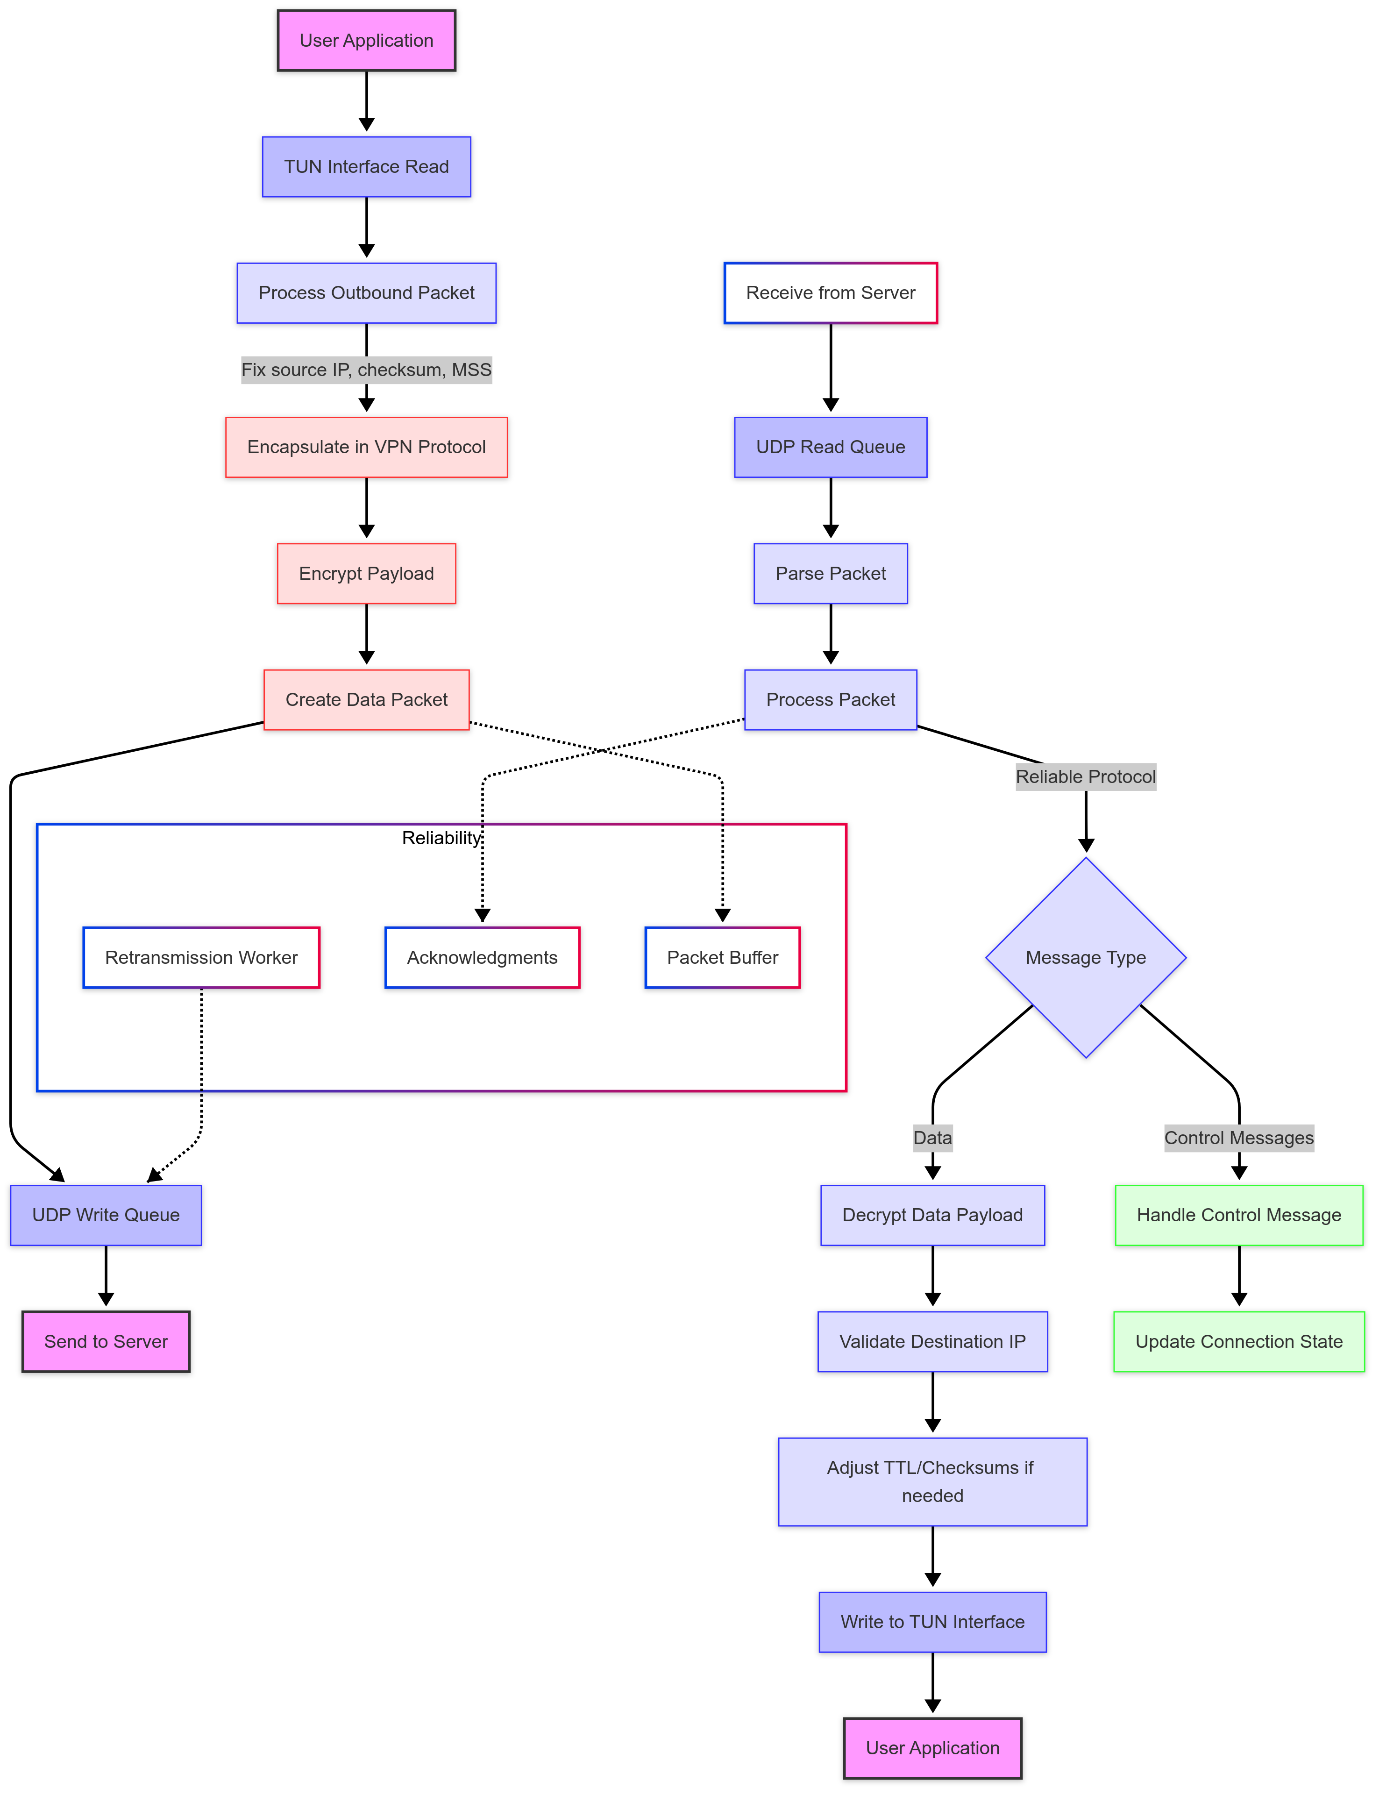 User Application
TUN Interface Read
Process Outbound Packet
Fix source IP, checksum, MSS
Encapsulate in VPN Protocol
Encrypt Payload
Create Data Packet
Receive from Server
UDP Read Queue
Parse Packet
Process Packet
Reliable Protocol
Reliability
Retransmission Worker
Acknowledgments
Packet Buffer
Message Type
Data
Control Messages
UDP Write Queue
Send to Server
Decrypt Data Payload
Handle Control Message
Validate Destination IP
Update Connection State
Adjust TTL/Checksums if
needed
Write to TUN Interface
User Application